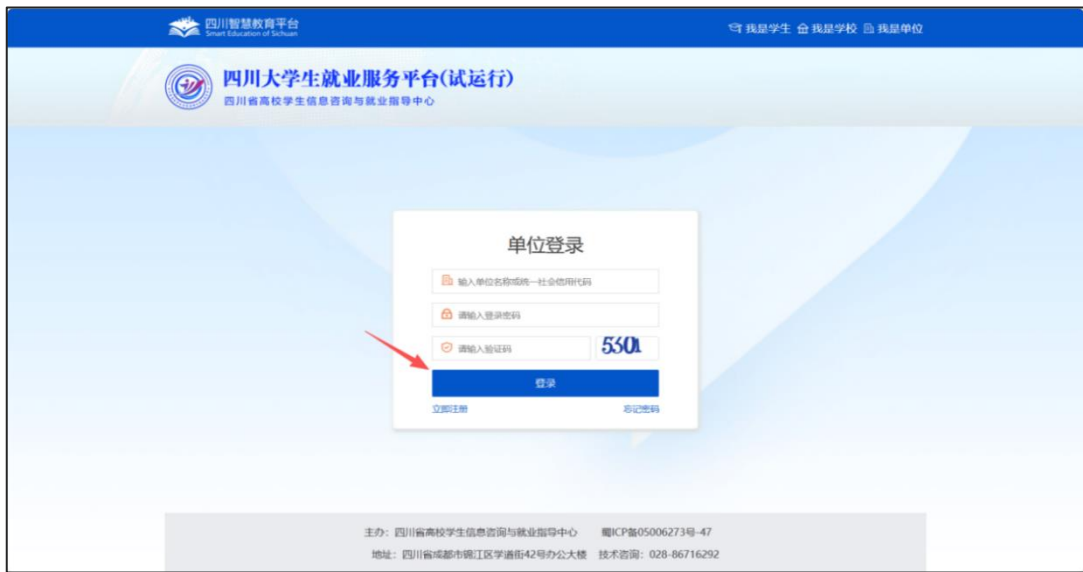 四川智慧教育平台
Smart Education of Sichuan
我是学生 我是学校 我是单位
四川大学生就业服务平台(试运行)
四川省高校学生信息咨询与就业指导中心
单位登录
输入单位名称或统一社会信用代码
请输入登录密码
请输入验证码
5301
登录
立即注册 忘记密码
主办：四川省高校学生信息咨询与就业指导中心 蜀ICP备05006273号-47
地址：四川省成都市锦江区学道街42号办公大楼 技术咨询：028-86716292